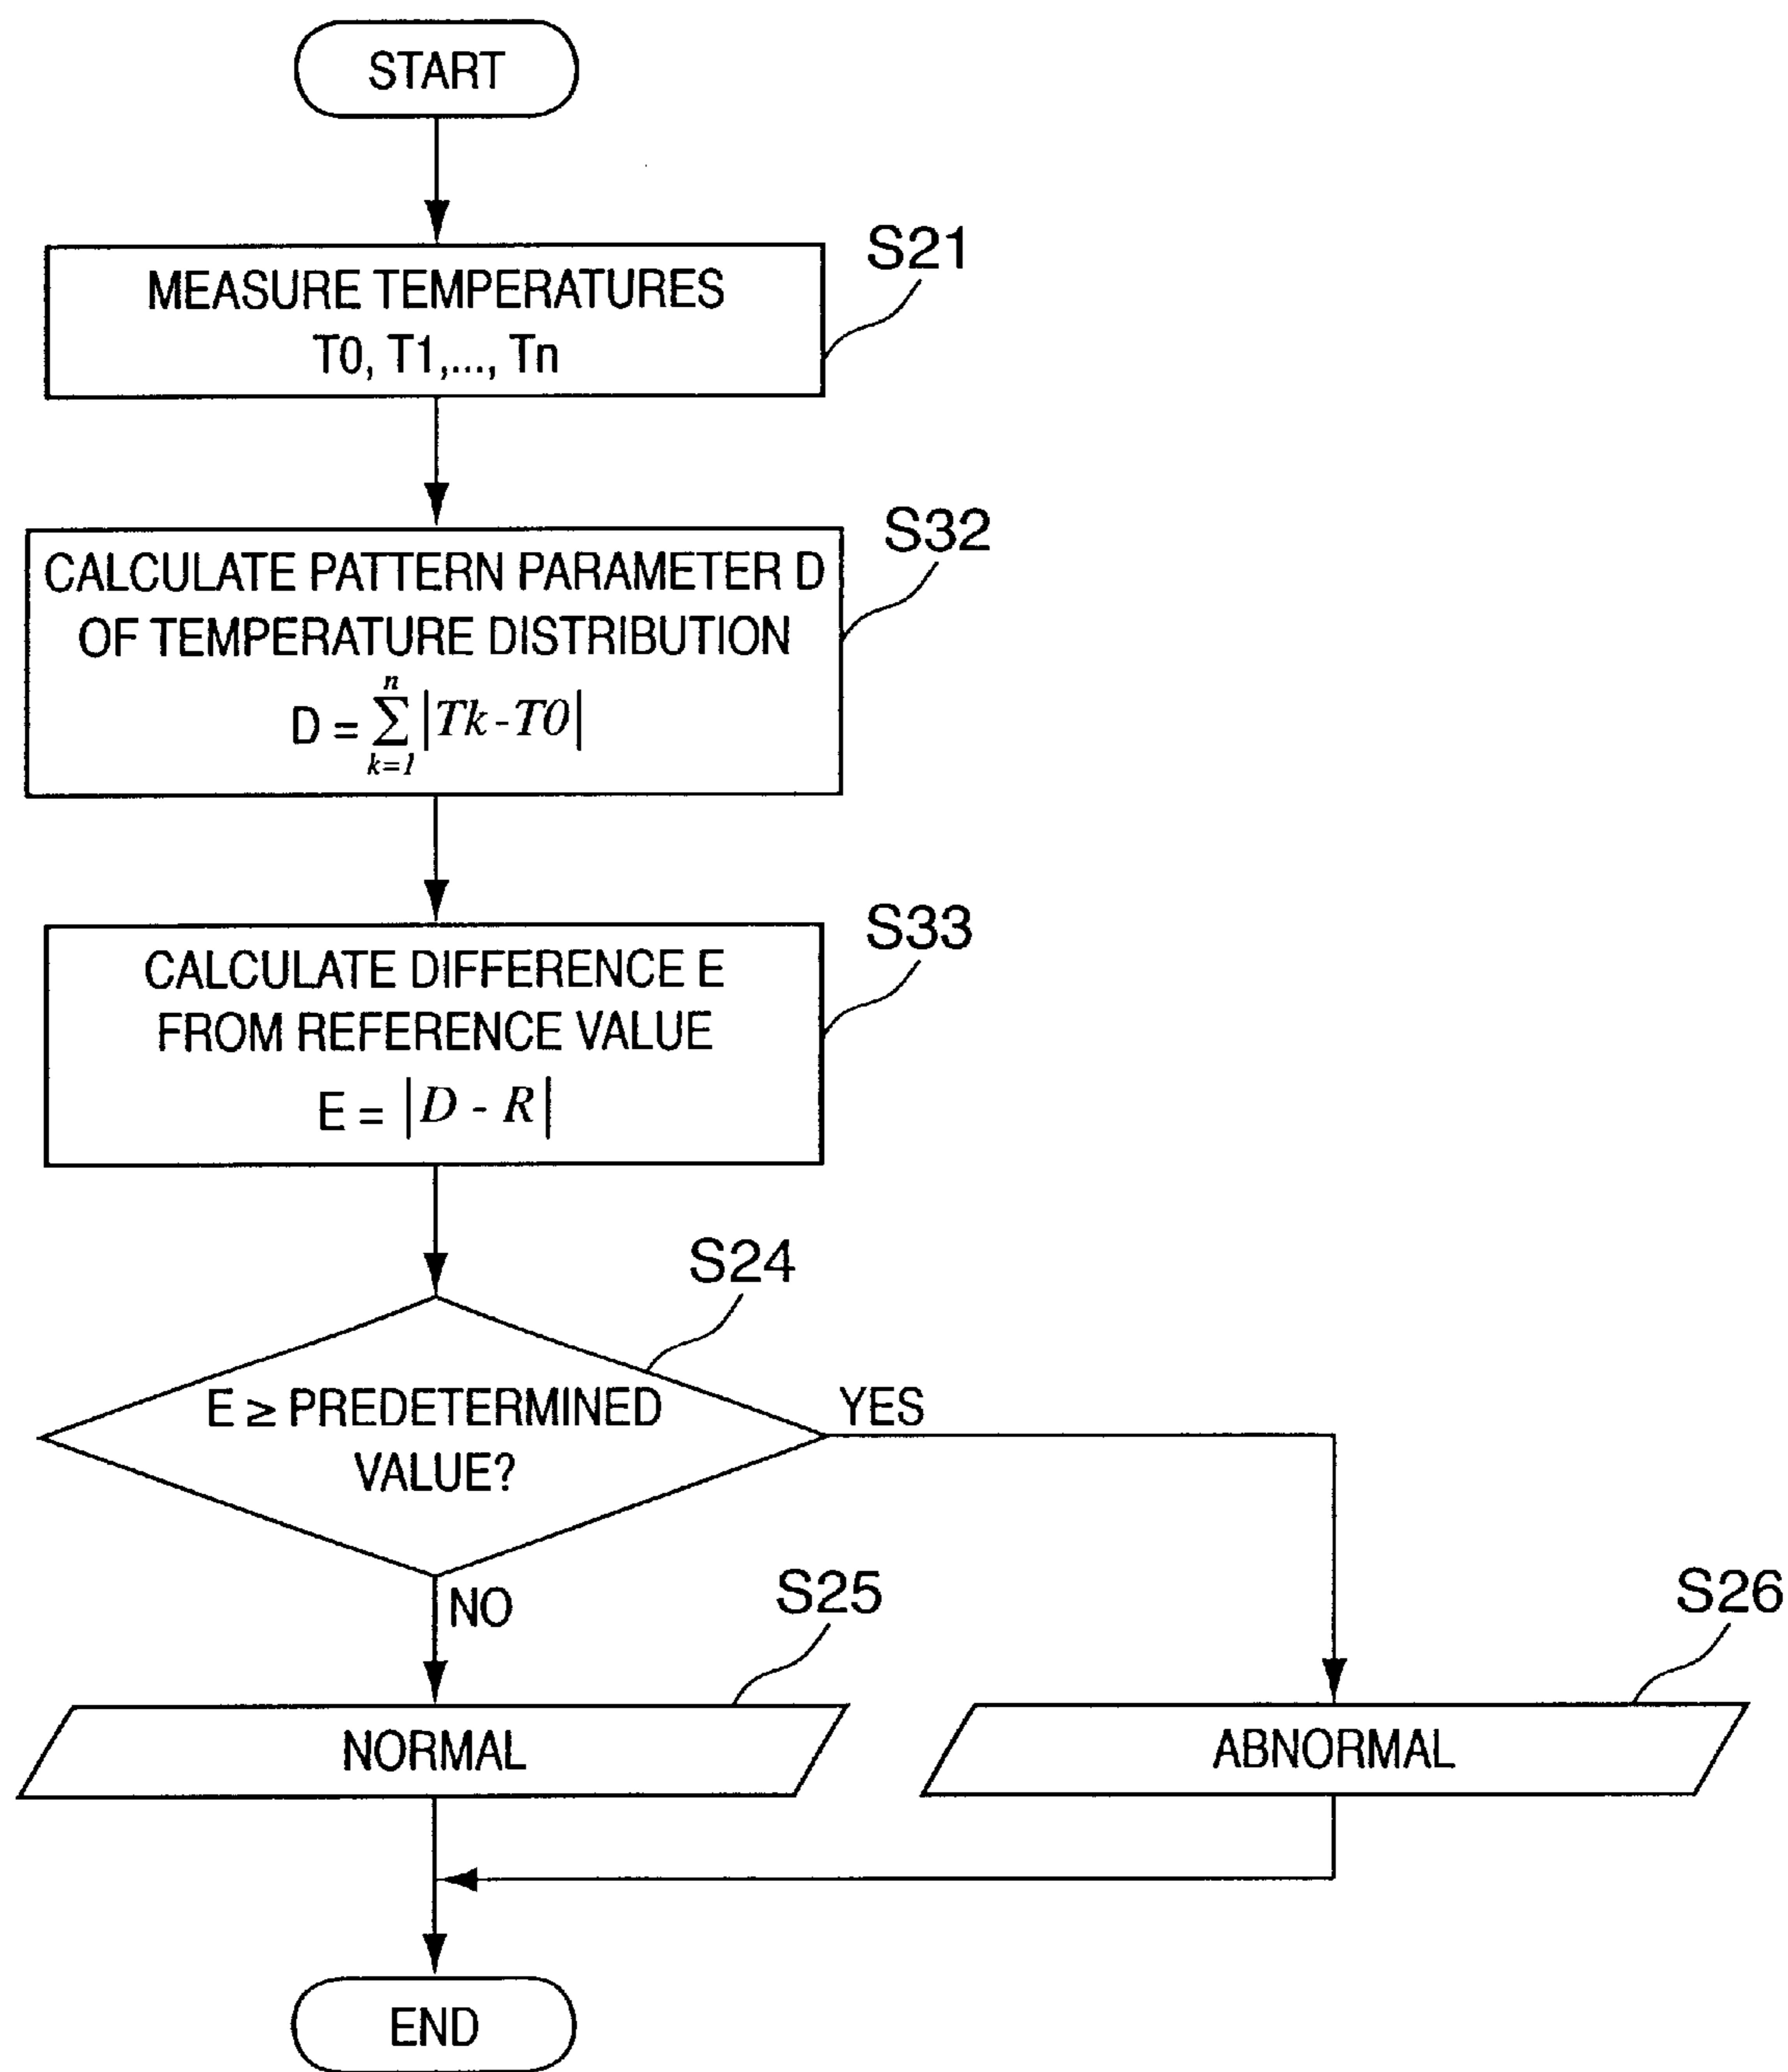 START
S21
MEASURE TEMPERATURES
T0, T1,..., Tn
S32
CALCULATE PATTERN PARAMETER D
OF TEMPERATURE DISTRIBUTION
D = \sum_{k=1}^{n} |Tk - T0|
S33
CALCULATE DIFFERENCE E
FROM REFERENCE VALUE
E = |D - R|
S24
E ≥ PREDETERMINED
VALUE?
YES
NO
S25
S26
NORMAL
ABNORMAL
END